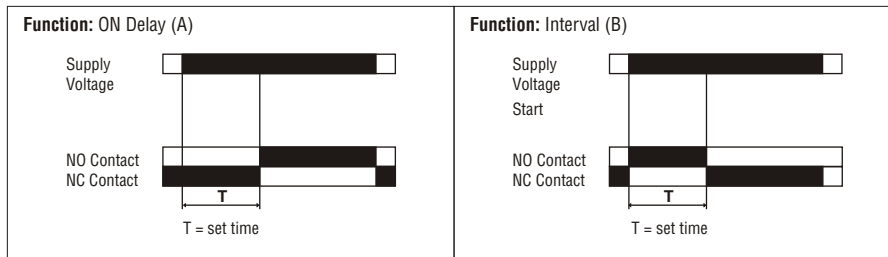 Function: ON Delay (A)
Supply
Voltage
NO Contact
NC Contact
T
T = set time
Function: Interval (B)
Supply
Voltage
Start
NO Contact
NC Contact
T
T = set time